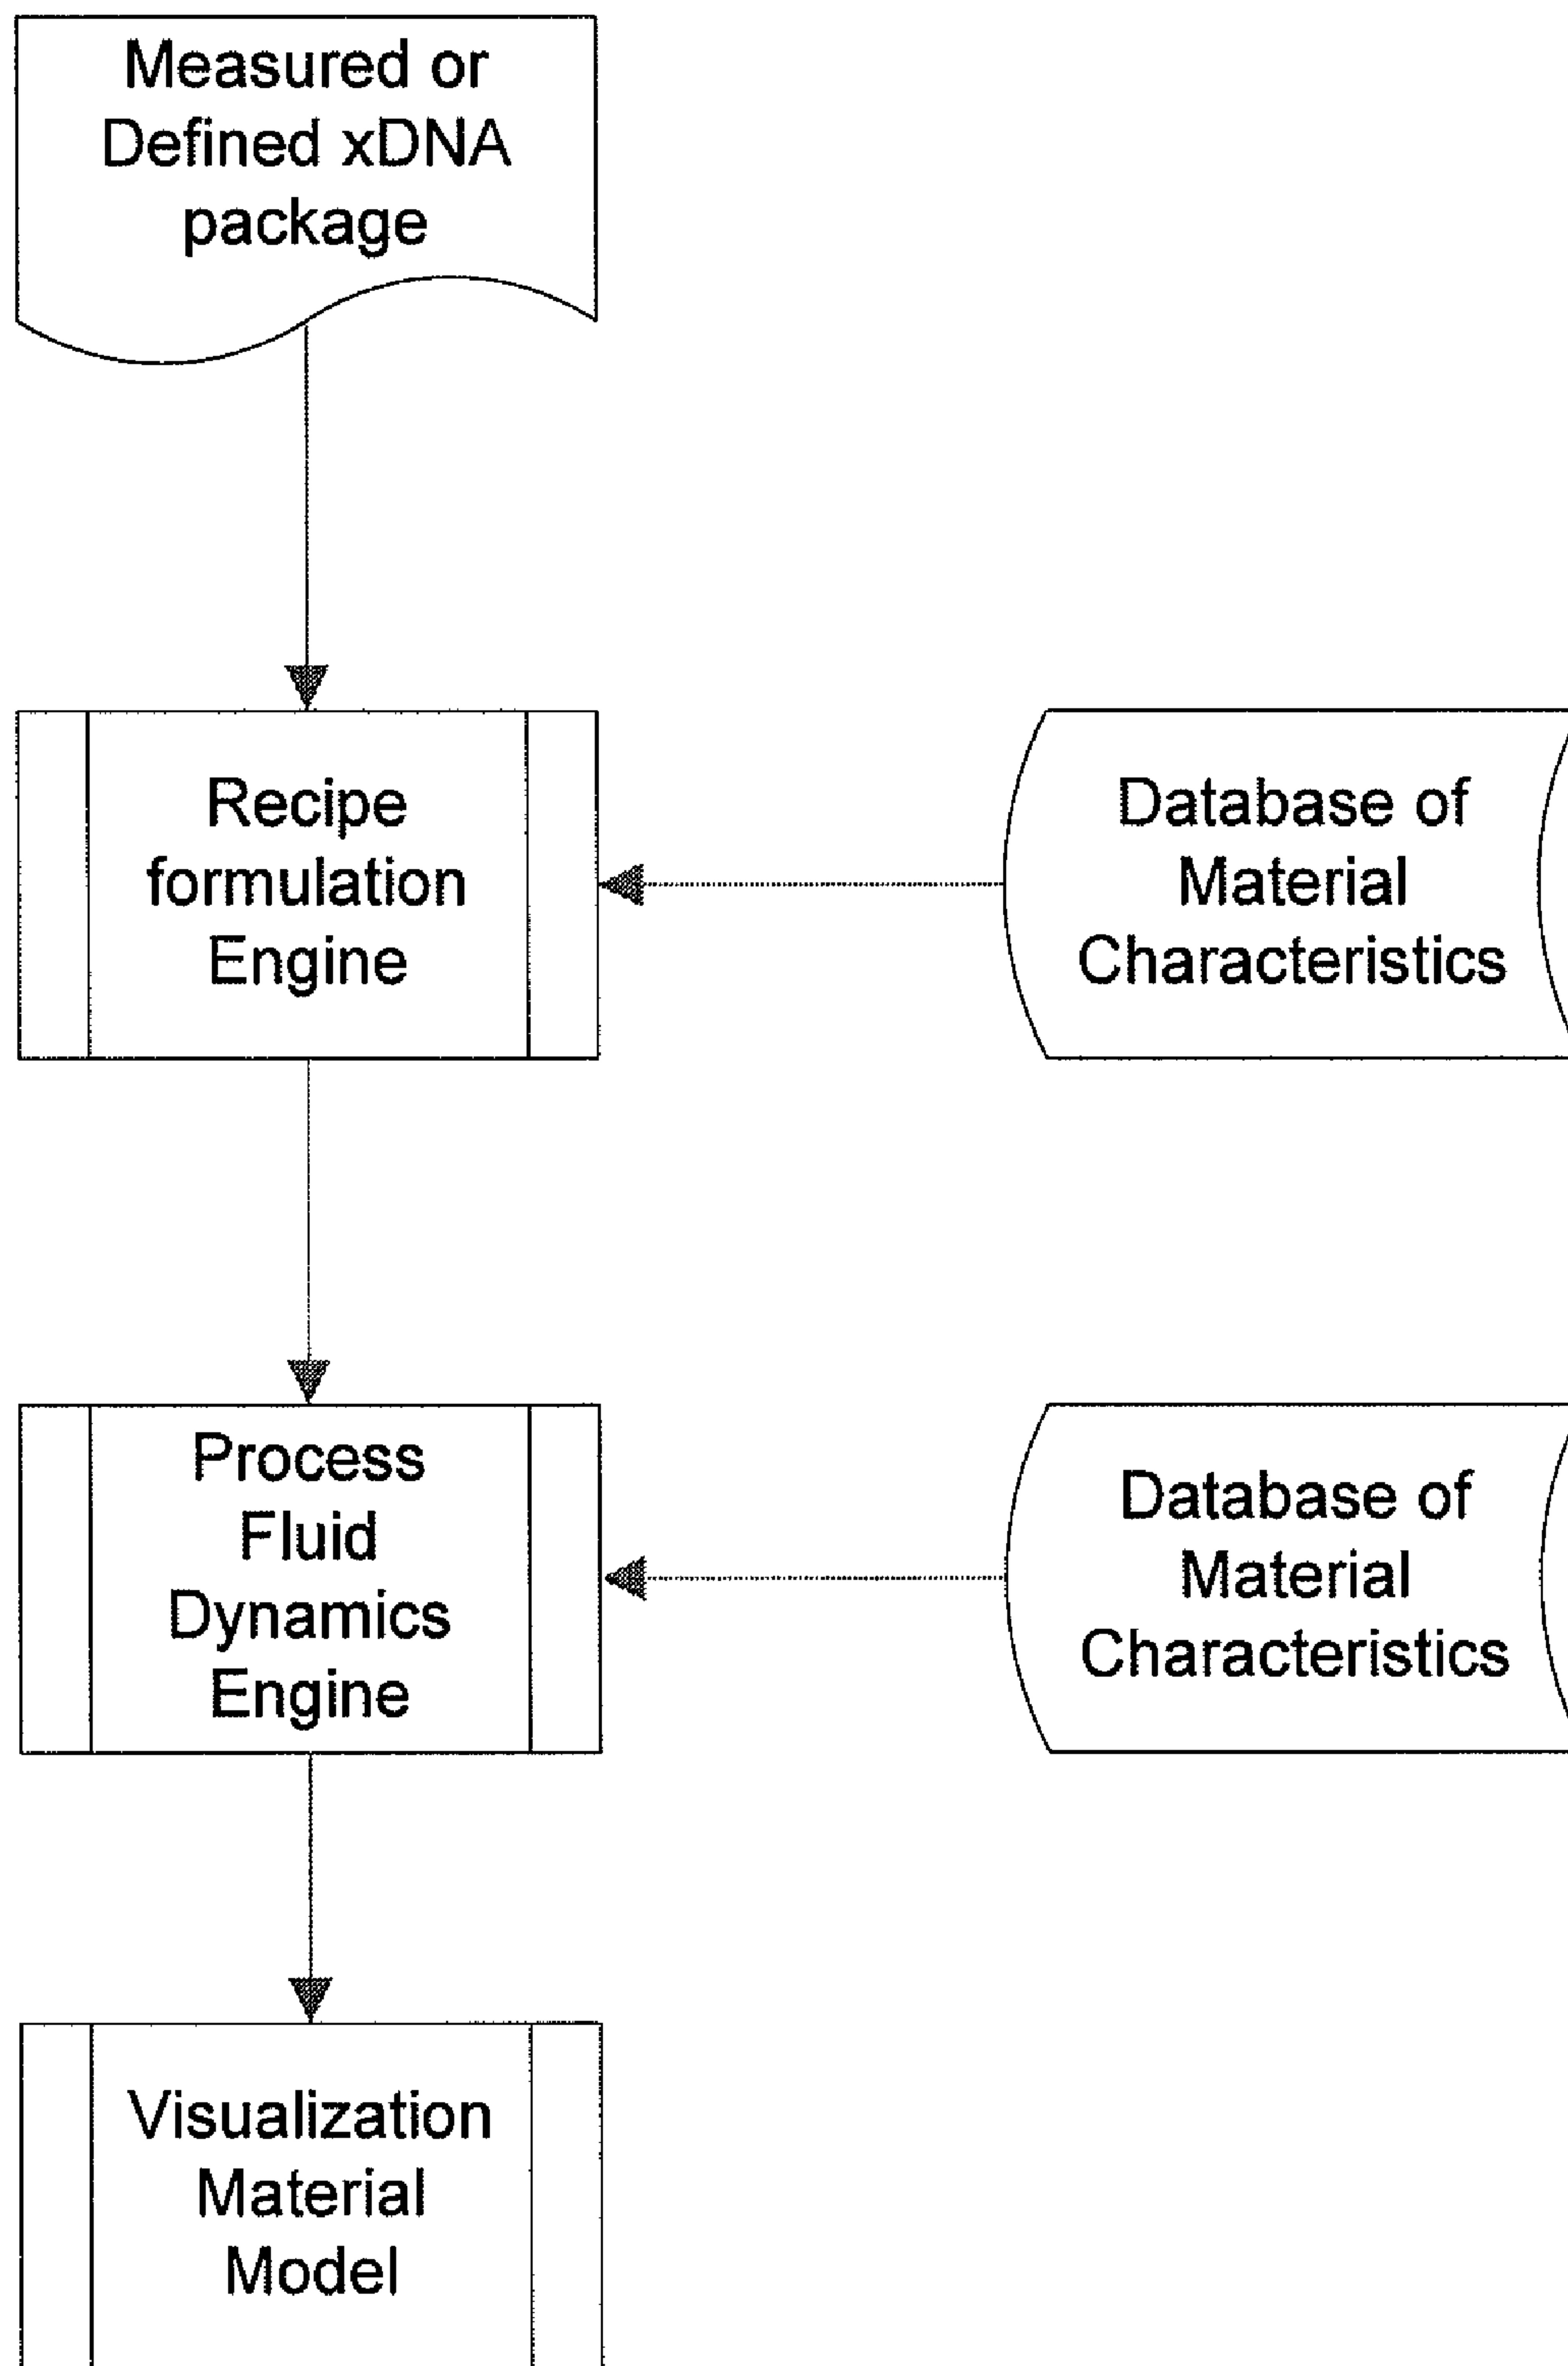 Measured or
Defined xDNA
package
Recipe
formulation
Engine
Database of
Material
Characteristics
Process
Fluid
Dynamics
Engine
Database of
Material
Characteristics
Visualization
Material
Model